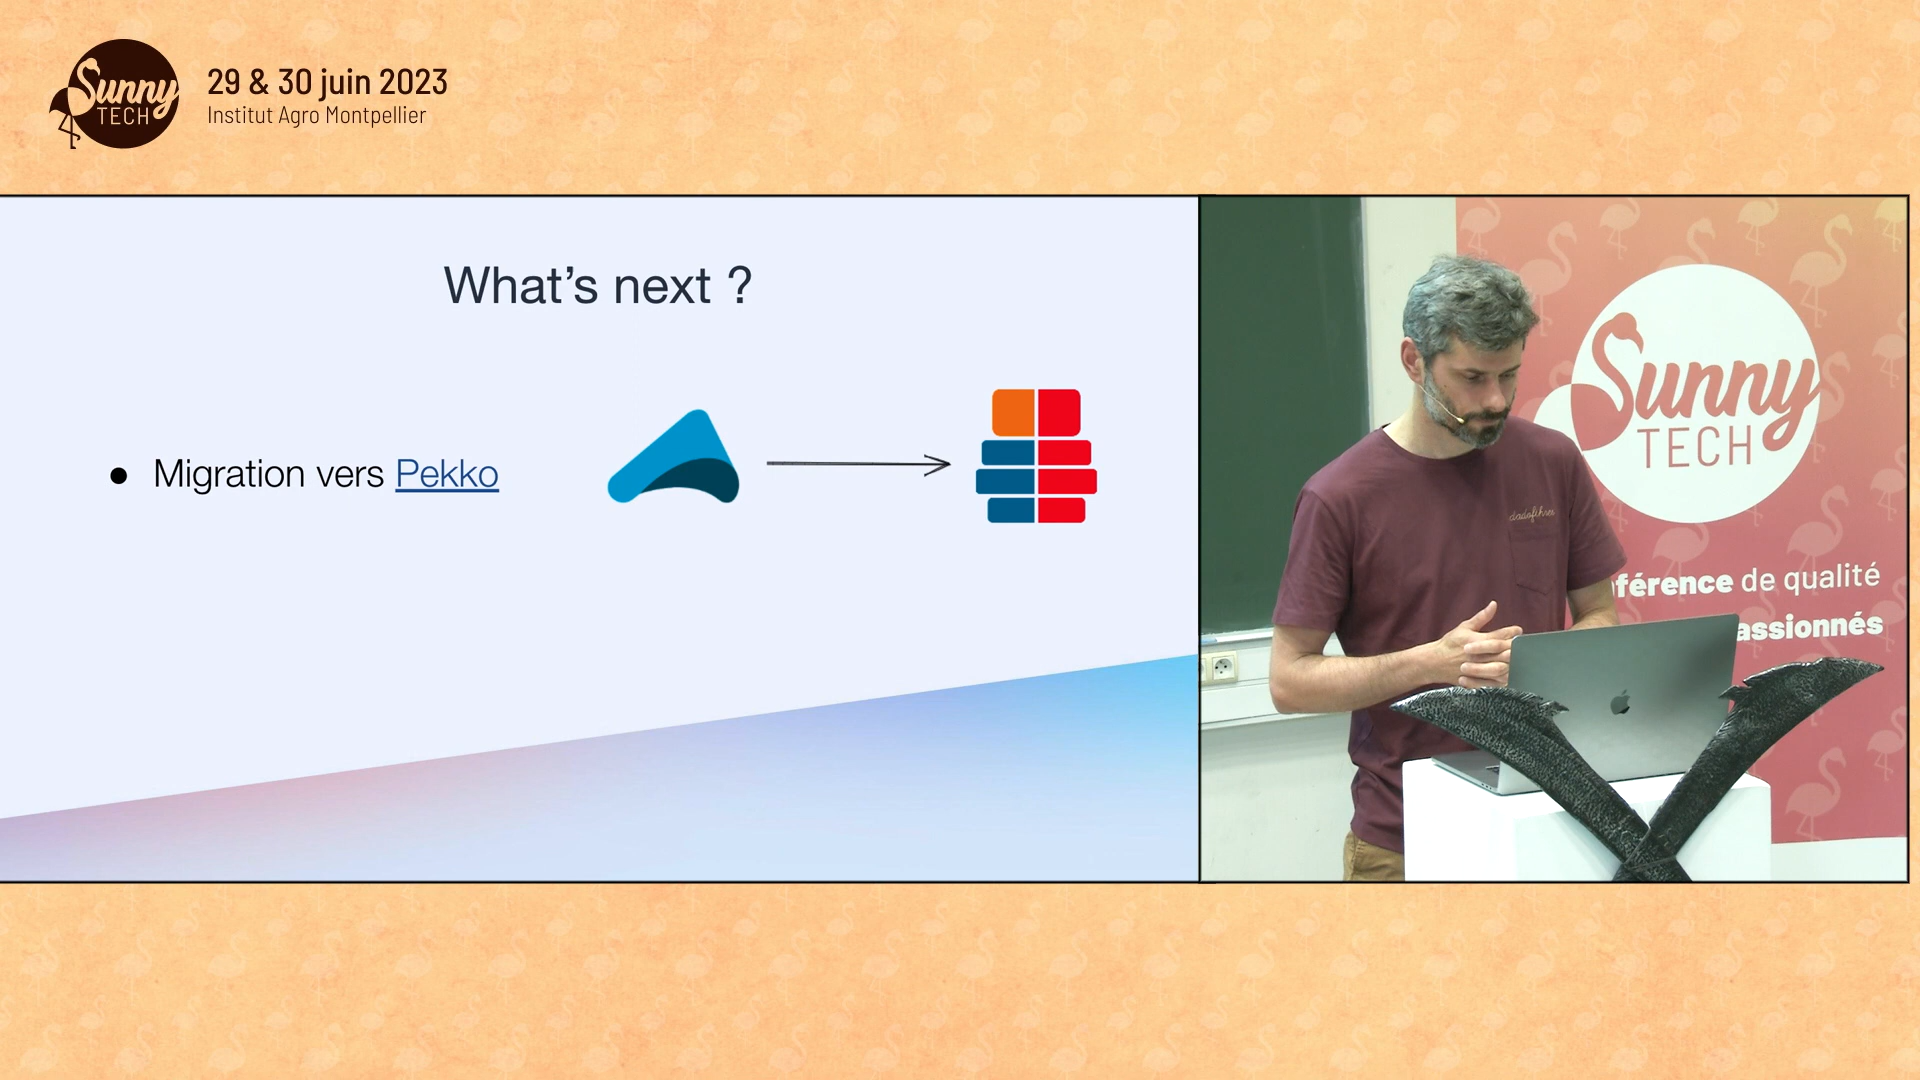 Sunny
TECH
29 & 30 juin 2023
Institut Agro Montpellier
What's next ?
● Migration vers Pekko
Sunny
TECH
dadofthree
férence de qualité
assionnés